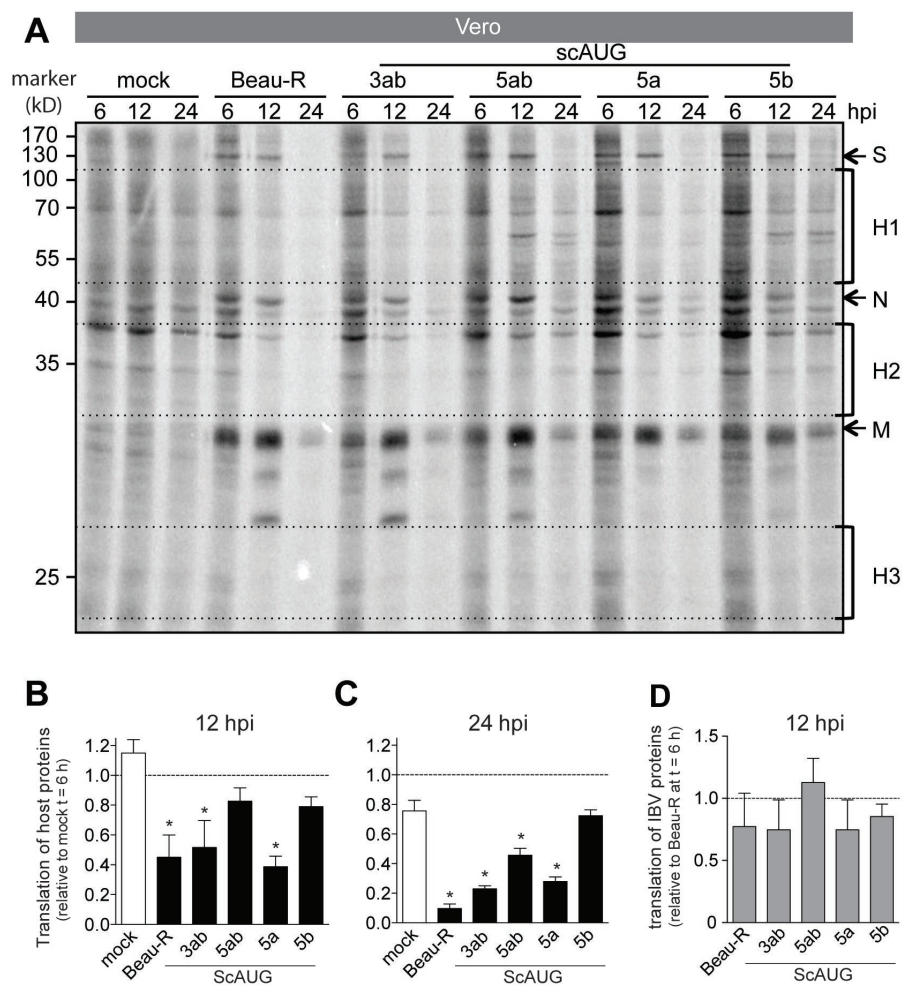 A
Vero
scAUG
marker (kD)
mock Beau-R 3ab 5ab 5a 5b
6 12 24 6 12 24 6 12 24 6 12 24 6 12 24 6 12 24 hpi
170
130
100
70
55
40
35
25
S
H1
N
H2
M
H3
B
12 hpi
Translation of host proteins
(relative to mock t = 6 h)
1.2
1.0
0.8
0.6
0.4
0.2
0.0
* * *
mock Beau-R 3ab 5ab 5a 5b
ScAUG
C
24 hpi
1.2
1.0
0.8
0.6
0.4
0.2
0.0
* * * *
mock Beau-R 3ab 5ab 5a 5b
ScAUG
D
12 hpi
translation of IBV proteins
(relative to Beau-R at t = 6 h)
1.5
1.0
0.5
0
Beau-R 3ab 5ab 5a 5b
ScAUG